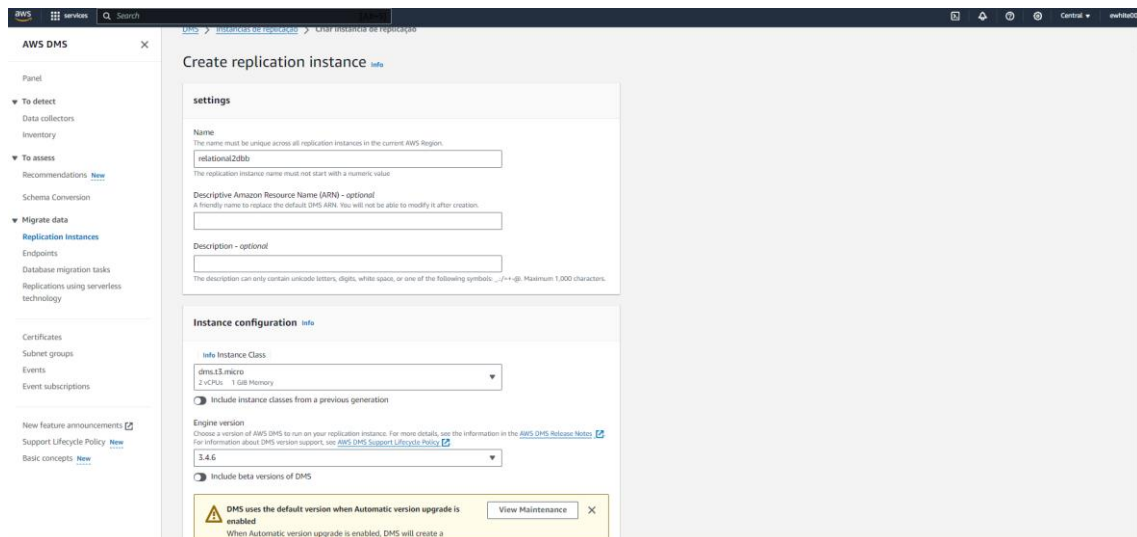 aws services Search Central ewhite00
AWS DMS
DMS > Instâncias de replicação > Criar instância de replicação
Create replication instance Info
Panel
To detect
Data collectors
Inventory
To assess
Recommendations New
Schema Conversion
Migrate data
Replication Instances
Endpoints
Database migration tasks
Replications using serverless
technology
Certificates
Subnet groups
Events
Event subscriptions
New feature announcements
Support Lifecycle Policy New
Basic concepts New
settings
Name
The name must be unique across all replication instances in the current AWS Region.
relational2dbb
The replication instance name must not start with a numeric value
Descriptive Amazon Resource Name (ARN) - optional
A friendly name to replace the default DMS ARN. You will not be able to modify it after creation.
Description - optional
The description can only contain unicode letters, digits, white space, or one of the following symbols: _.:/=+-@. Maximum 1,000 characters.
Instance configuration Info
Info Instance Class
dms.t3.micro
2 vCPUs 1 GiB Memory
Include instance classes from a previous generation
Engine version
Choose a version of AWS DMS to run on your replication instance. For more details, see the information in the AWS DMS Release Notes.
For information about DMS version support, see AWS DMS Support Lifecycle Policy
3.4.6
Include beta versions of DMS
DMS uses the default version when Automatic version upgrade is
enabled
View Maintenance
When Automatic version upgrade is enabled, DMS will create a